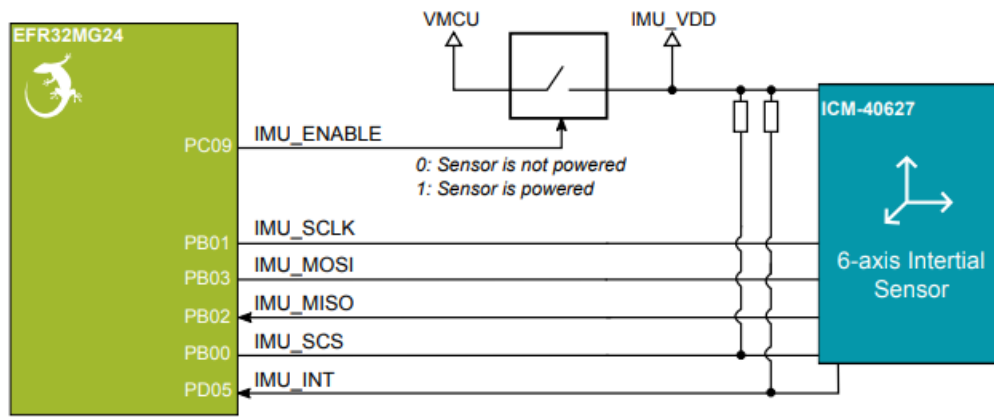 EFR32MG24
VMCU
IMU_VDD
ICM-40627
PC09
IMU_ENABLE
0: Sensor is not powered
1: Sensor is powered
PB01
IMU_SCLK
PB03
IMU_MOSI
6-axis Intertial
Sensor
PB02
IMU_MISO
PB00
IMU_SCS
PD05
IMU_INT